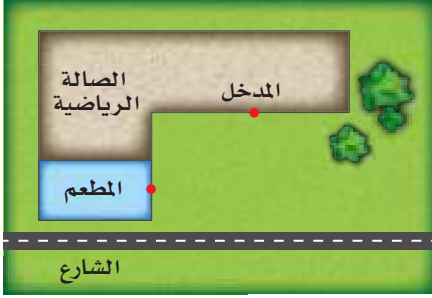 الصالة
الرياضية
المدخل
المطعم
الشارع